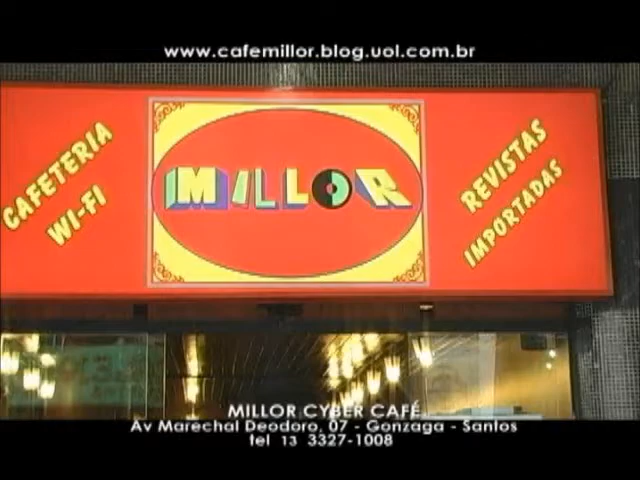 www.cafemillor.blog.uol.com.br
CAFETERIA
WI-FI
MILLOR
REVISTAS
IMPORTADAS
MILLOR CYBER CAFÉ
Av Marechal Deodoro, 07 - Gonzaga - Santos
tel 13 3327-1008